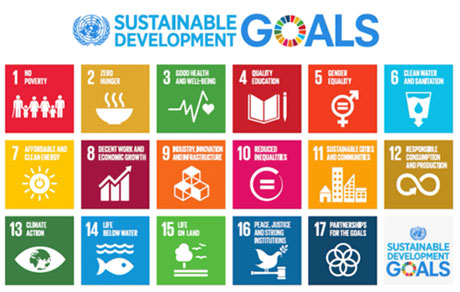 SUSTAINABLE
DEVELOPMENT
GOALS
1 NO
POVERTY
2 ZERO
HUNGER
3 GOOD HEALTH
AND WELL-BEING
4 QUALITY
EDUCATION
5 GENDER
EQUALITY
6 CLEAN WATER
AND SANITATION
7 AFFORDABLE AND
CLEAN ENERGY
8 DECENT WORK AND
ECONOMIC GROWTH
9 INDUSTRY, INNOVATION
AND INFRASTRUCTURE
10 REDUCED
INEQUALITIES
11 SUSTAINABLE CITIES
AND COMMUNITIES
12 RESPONSIBLE
CONSUMPTION
AND PRODUCTION
13 CLIMATE
ACTION
14 LIFE
BELOW WATER
15 LIFE
ON LAND
16 PEACE, JUSTICE
AND STRONG
INSTITUTIONS
17 PARTNERSHIPS
FOR THE GOALS
SUSTAINABLE
DEVELOPMENT
GOALS